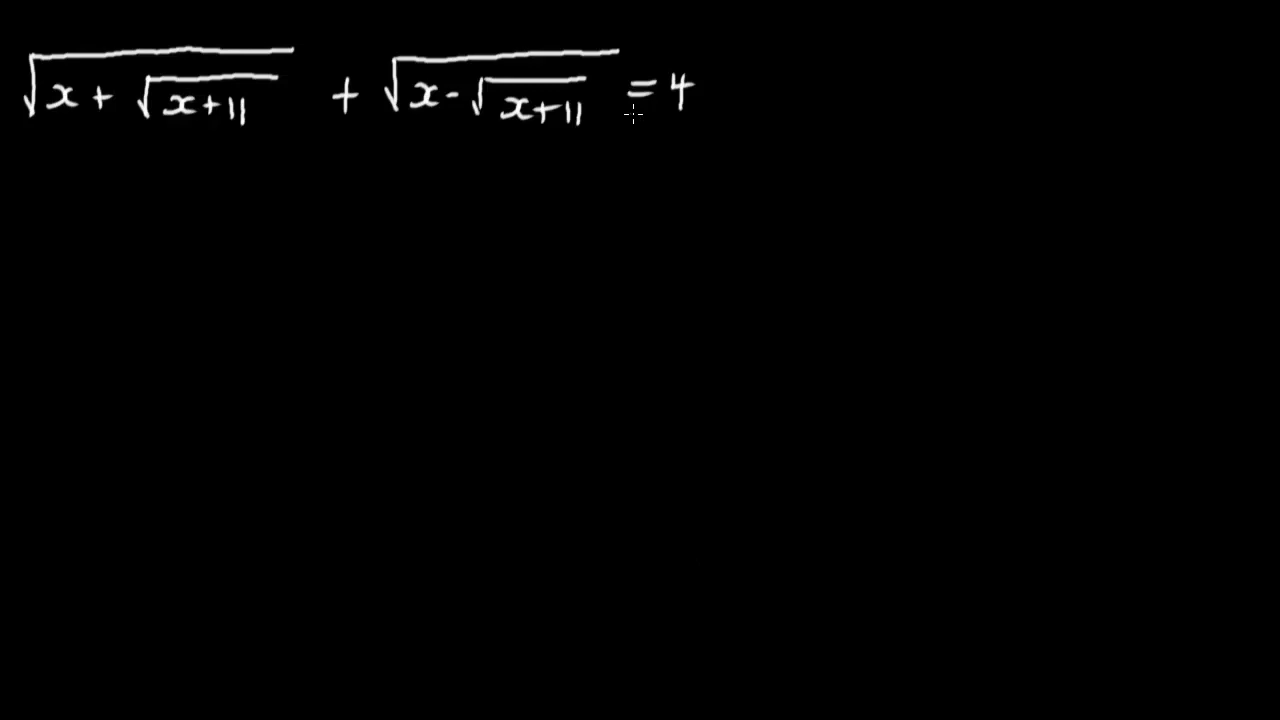 √(x + √(x+11)) + √(x - √(x+11)) = 4